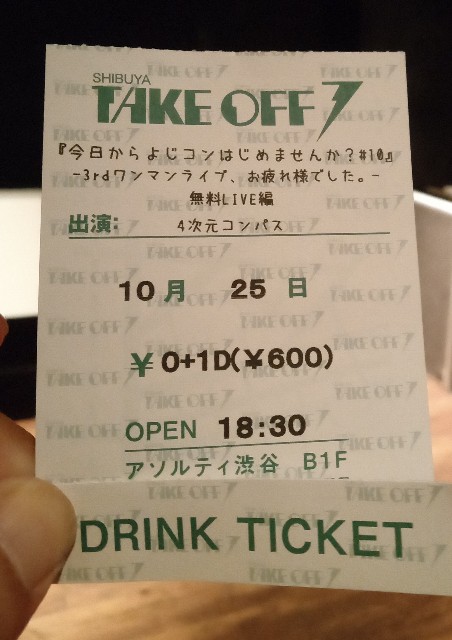 SHIBUYA
TAKE OFF 7
『今日からよじコンはじめませんか?#10』
-3rdワンマンライブ、お疲れ様でした。-
無料LIVE編
出演: 4次元コンパス
10月 25日
¥0+1D(¥600)
OPEN 18:30
アソルティ渋谷 B1F
DRINK TICKET